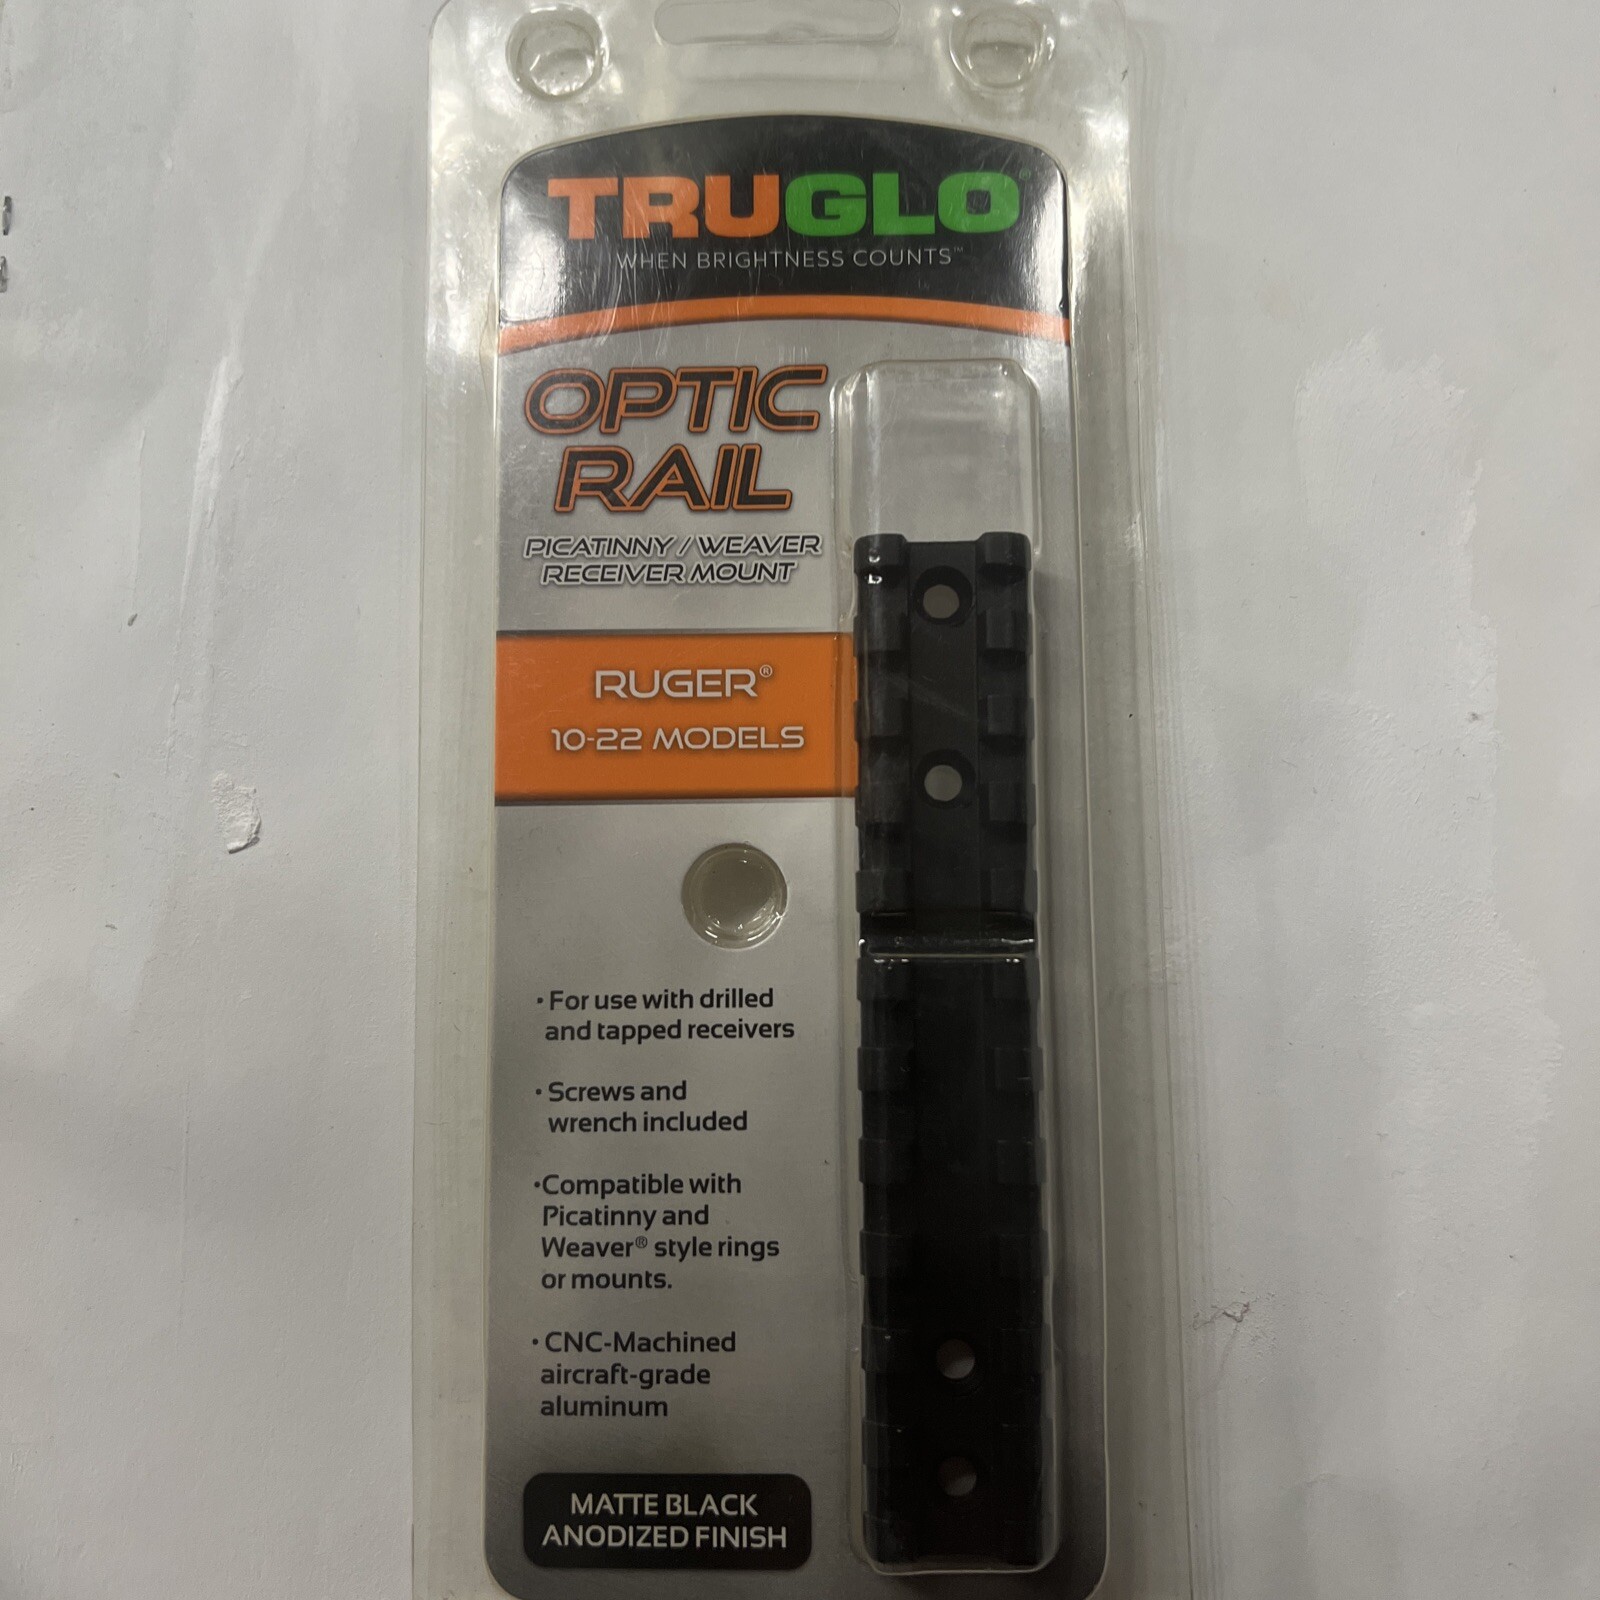 TRUGLO®
WHEN BRIGHTNESS COUNTS™
OPTIC
RAIL
PICATINNY / WEAVER
RECEIVER MOUNT
RUGER®
10-22 MODELS
• For use with drilled
and tapped receivers
• Screws and
wrench included
• Compatible with
Picatinny and
Weaver® style rings
or mounts.
• CNC-Machined
aircraft-grade
aluminum
MATTE BLACK
ANODIZED FINISH